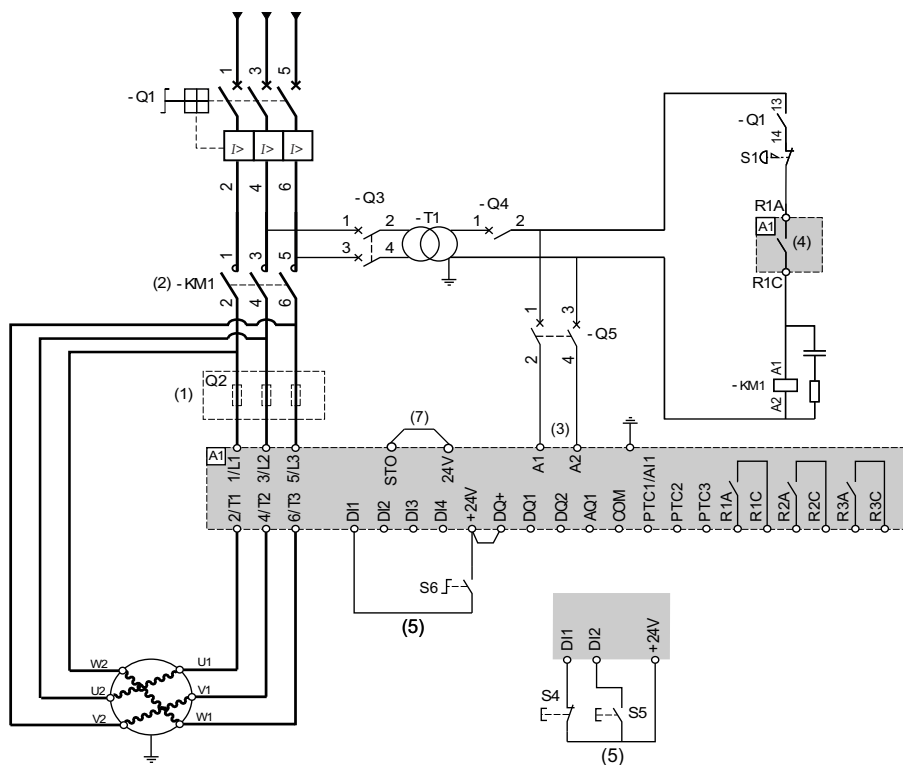 1 3 5
-Q1
I> I> I>
2 4 6
-Q3
1 2
3 4
-T1
-Q4
1 2
-Q1 13 14
S1
R1A
A1 (4)
R1C
1 3 5
(2) -KM1
2 4 6
1 3
-Q5
2 4
-KM1 A1 A2
(1) Q2
(7)
(3)
A1 1/L1 3/L2 5/L3 STO 24V A1 A2
2/T1 4/T2 6/T3 DI1 DI2 DI3 DI4 +24V DQ+ DQ1 DQ2 AQ1 COM PTC1/AI1 PTC2 PTC3 R1A R1C R2A R2C R3A R3C
S6
(5)
DI1 DI2 +24V
S4 S5
(5)
W2 U1
U2 V1
V2 W1